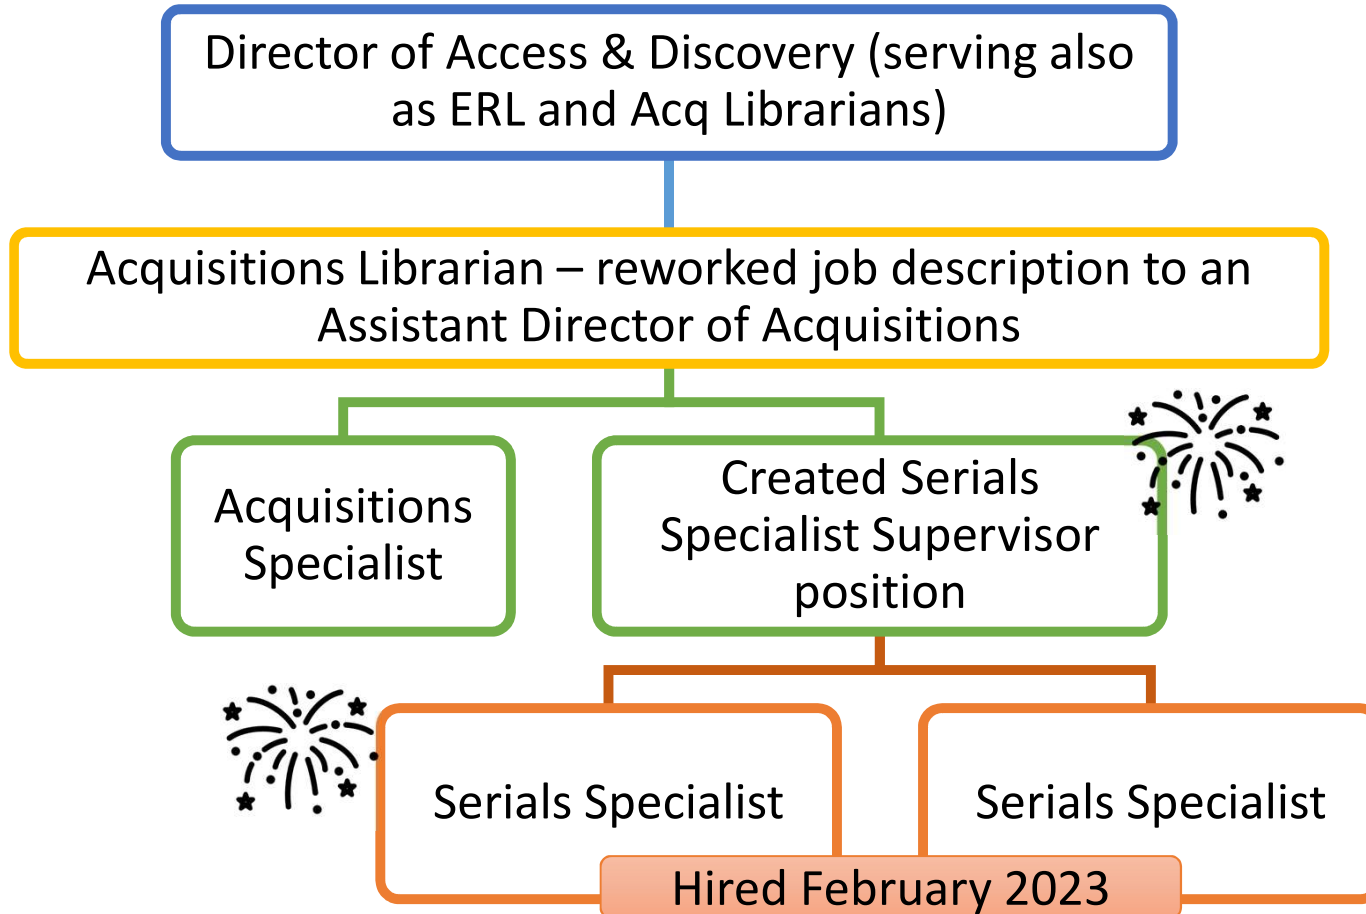 Director of Access & Discovery (serving also
as ERL and Acq Librarians)
Acquisitions Librarian – reworked job description to an
Assistant Director of Acquisitions
Acquisitions
Specialist
Created Serials
Specialist Supervisor
position
Serials Specialist
Serials Specialist
Hired February 2023